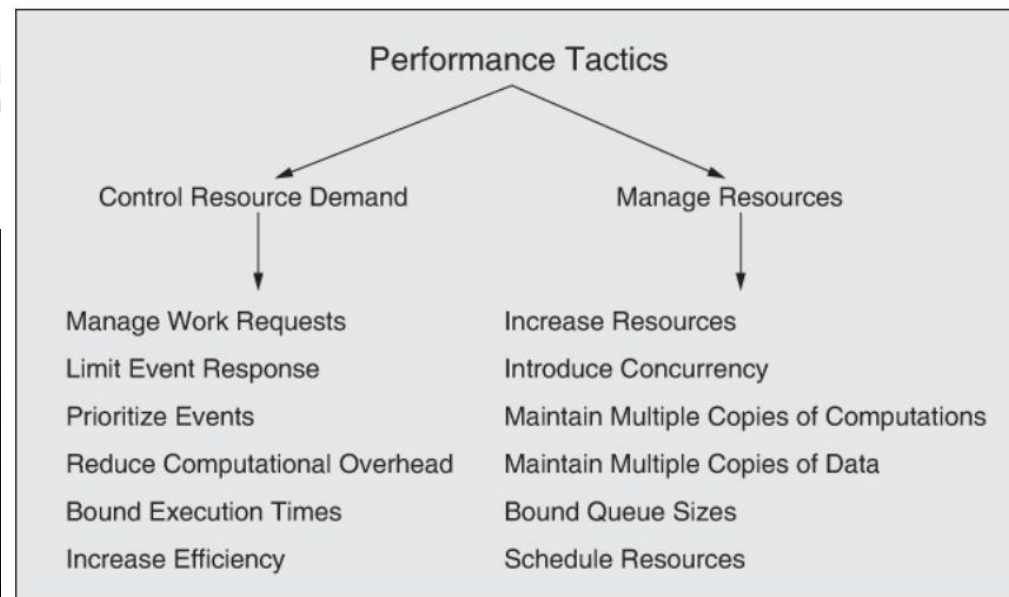 Performance Tactics
Control Resource Demand
Manage Resources
Manage Work Requests
Limit Event Response
Prioritize Events
Reduce Computational Overhead
Bound Execution Times
Increase Efficiency
Increase Resources
Introduce Concurrency
Maintain Multiple Copies of Computations
Maintain Multiple Copies of Data
Bound Queue Sizes
Schedule Resources